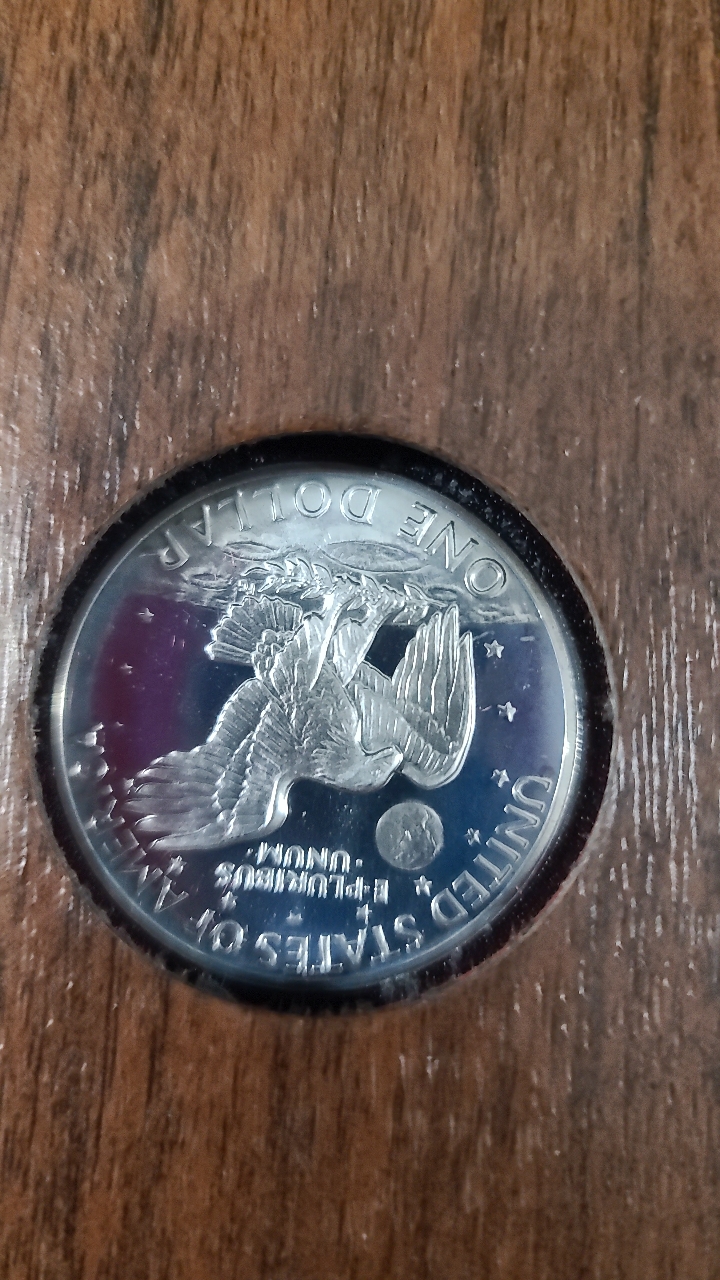 UNITED STATES OF AMERICA
E·PLURIBUS
·UNUM·
ONE DOLLAR